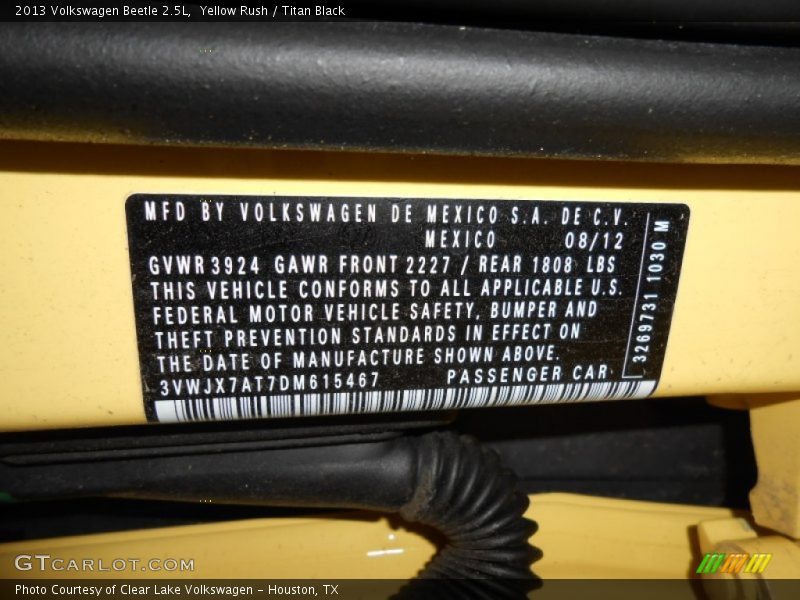 2013 Volkswagen Beetle 2.5L,  Yellow Rush / Titan Black
MFD BY VOLKSWAGEN DE MEXICO S.A. DE C.V.
MEXICO 08/12
GVWR 3924 GAWR FRONT 2227 / REAR 1808 LBS
THIS VEHICLE CONFORMS TO ALL APPLICABLE U.S.
FEDERAL MOTOR VEHICLE SAFETY, BUMPER AND
THEFT PREVENTION STANDARDS IN EFFECT ON
THE DATE OF MANUFACTURE SHOWN ABOVE.
3VWJX7AT7DM615467 PASSENGER CAR
3269731 1030 M
GTCARLOT.COM
Photo Courtesy of Clear Lake Volkswagen - Houston, TX